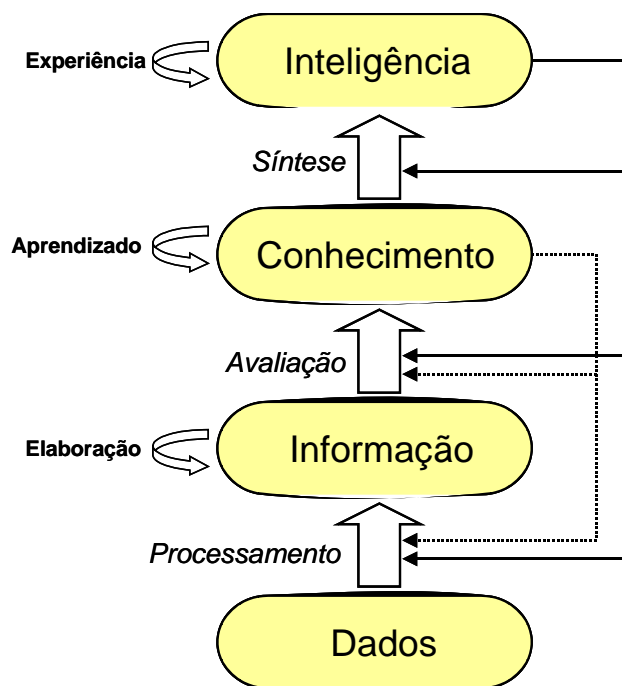 Experiência
Inteligência
Síntese
Aprendizado
Conhecimento
Avaliação
Elaboração
Informação
Processamento
Dados